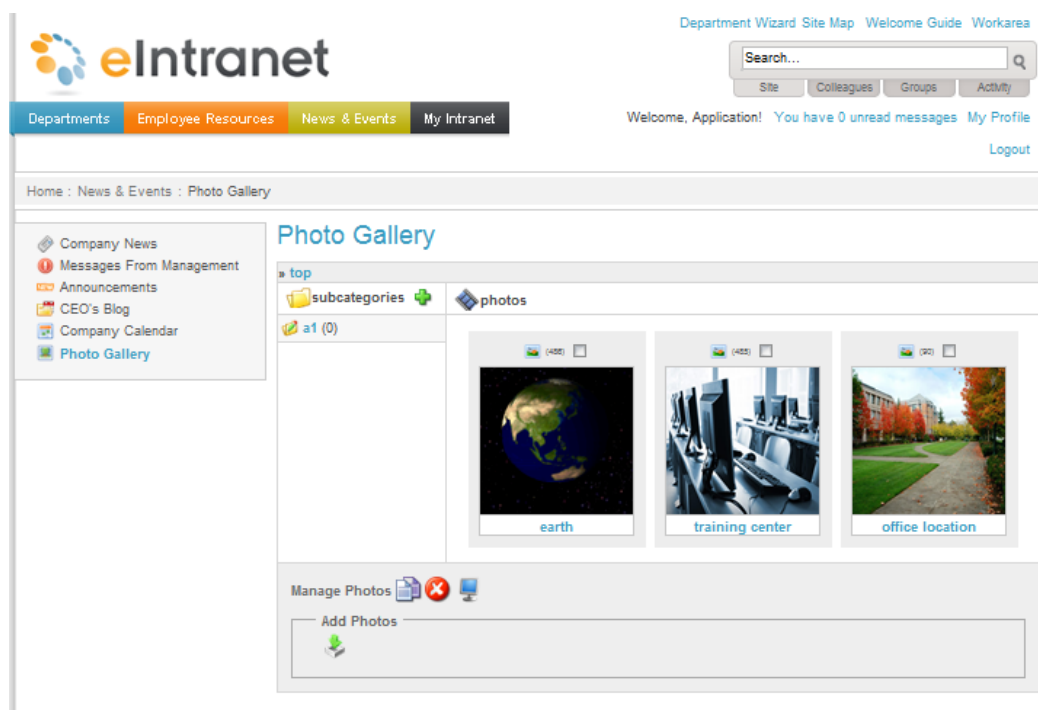 Department Wizard Site Map Welcome Guide Workarea
eIntranet
Search...
Site Colleagues Groups Activity
Departments Employee Resources News & Events My Intranet
Welcome, Application! You have 0 unread messages My Profile
Logout
Home : News & Events : Photo Gallery
Company News
Messages From Management
Announcements
CEO's Blog
Company Calendar
Photo Gallery
Photo Gallery
» top
subcategories photos
a1 (0)
(90)
earth training center office location
Manage Photos
Add Photos